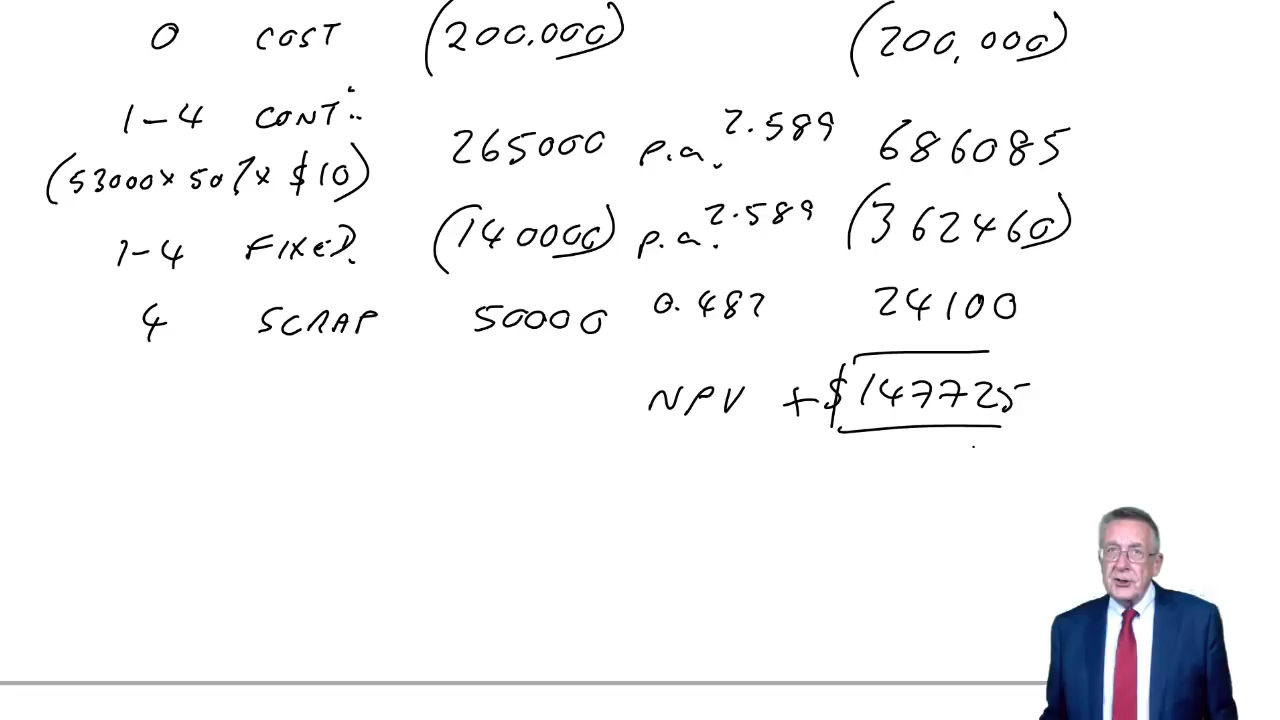 0 COST (200,000) (200,000)
1-4 CONT:. 265000 p.a. 2.589 686085
(53000 x 50% x $10)
1-4 FIXED. (140000) p.a. 2.589 (362460)
4 SCRAP 50000 0.482 24100
NPV +$147725